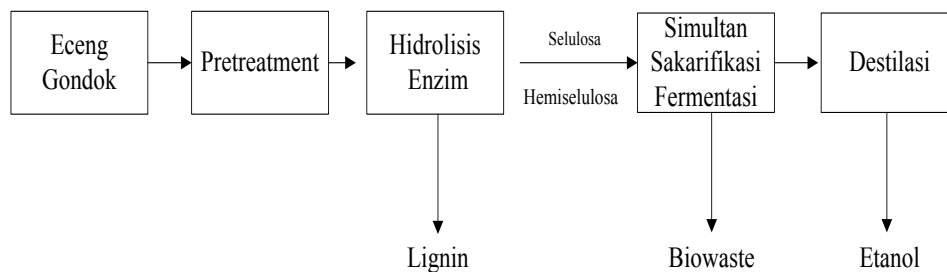 Eceng
Gondok
Pretreatment
Hidrolisis
Enzim
Selulosa
Hemiselulosa
Simultan
Sakarifikasi
Fermentasi
Destilasi
Lignin
Biowaste
Etanol